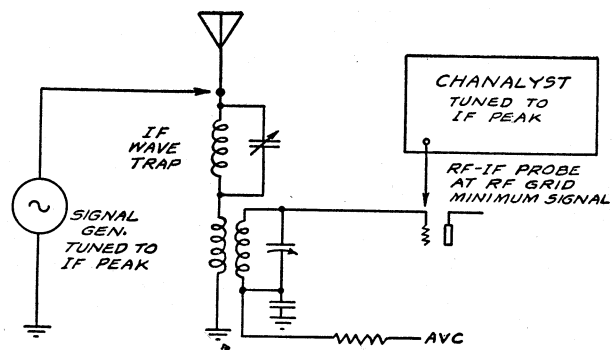 CHANALYST
TUNED TO
IF PEAK
IF
WAVE
TRAP
RF-IF PROBE
AT RF GRID
MINIMUM SIGNAL
SIGNAL
GEN.
TUNED TO
IF PEAK
AVC